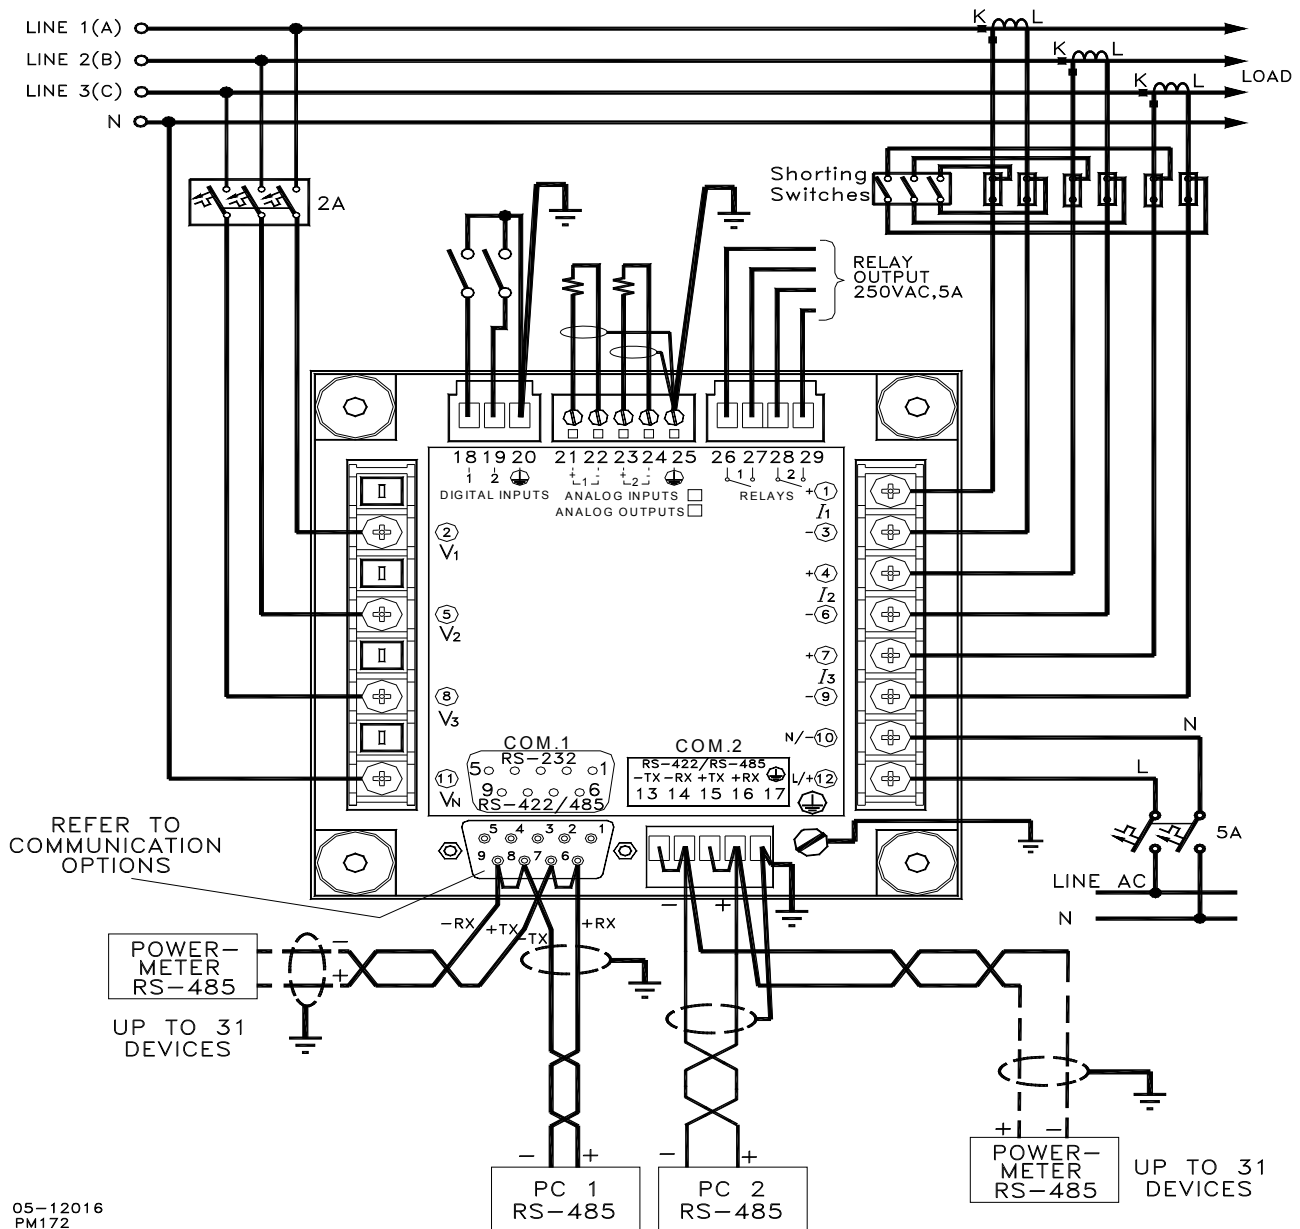 LINE 1(A)
LINE 2(B)
LINE 3(C)
N
K L
K L
K L
LOAD
2A
Shorting
Switches
RELAY
OUTPUT
250VAC,5A
18 19 20
1 2
DIGITAL INPUTS
21 22 23 24 25
+ 1 - + 2 -
ANALOG INPUTS
ANALOG OUTPUTS
26 27 28 29
1 2
RELAYS
2
V1
5
V2
8
V3
11
VN
+ 1
I1
- 3
+ 4
I2
- 6
+ 7
I3
- 9
N/- 10
L/+ 12
COM.1
RS-232
5 1
9 6
RS-422/485
COM.2
RS-422/RS-485
-TX -RX +TX +RX
13 14 15 16 17
5 4 3 2 1
9 8 7 6
N
L
5A
LINE AC
N
REFER TO
COMMUNICATION
OPTIONS
-RX +TX -TX +RX
- +
POWER-
METER
RS-485
- +
UP TO 31
DEVICES
- +
PC 1
RS-485
- +
PC 2
RS-485
+ -
POWER-
METER
RS-485
UP TO 31
DEVICES
05-12016
PM172